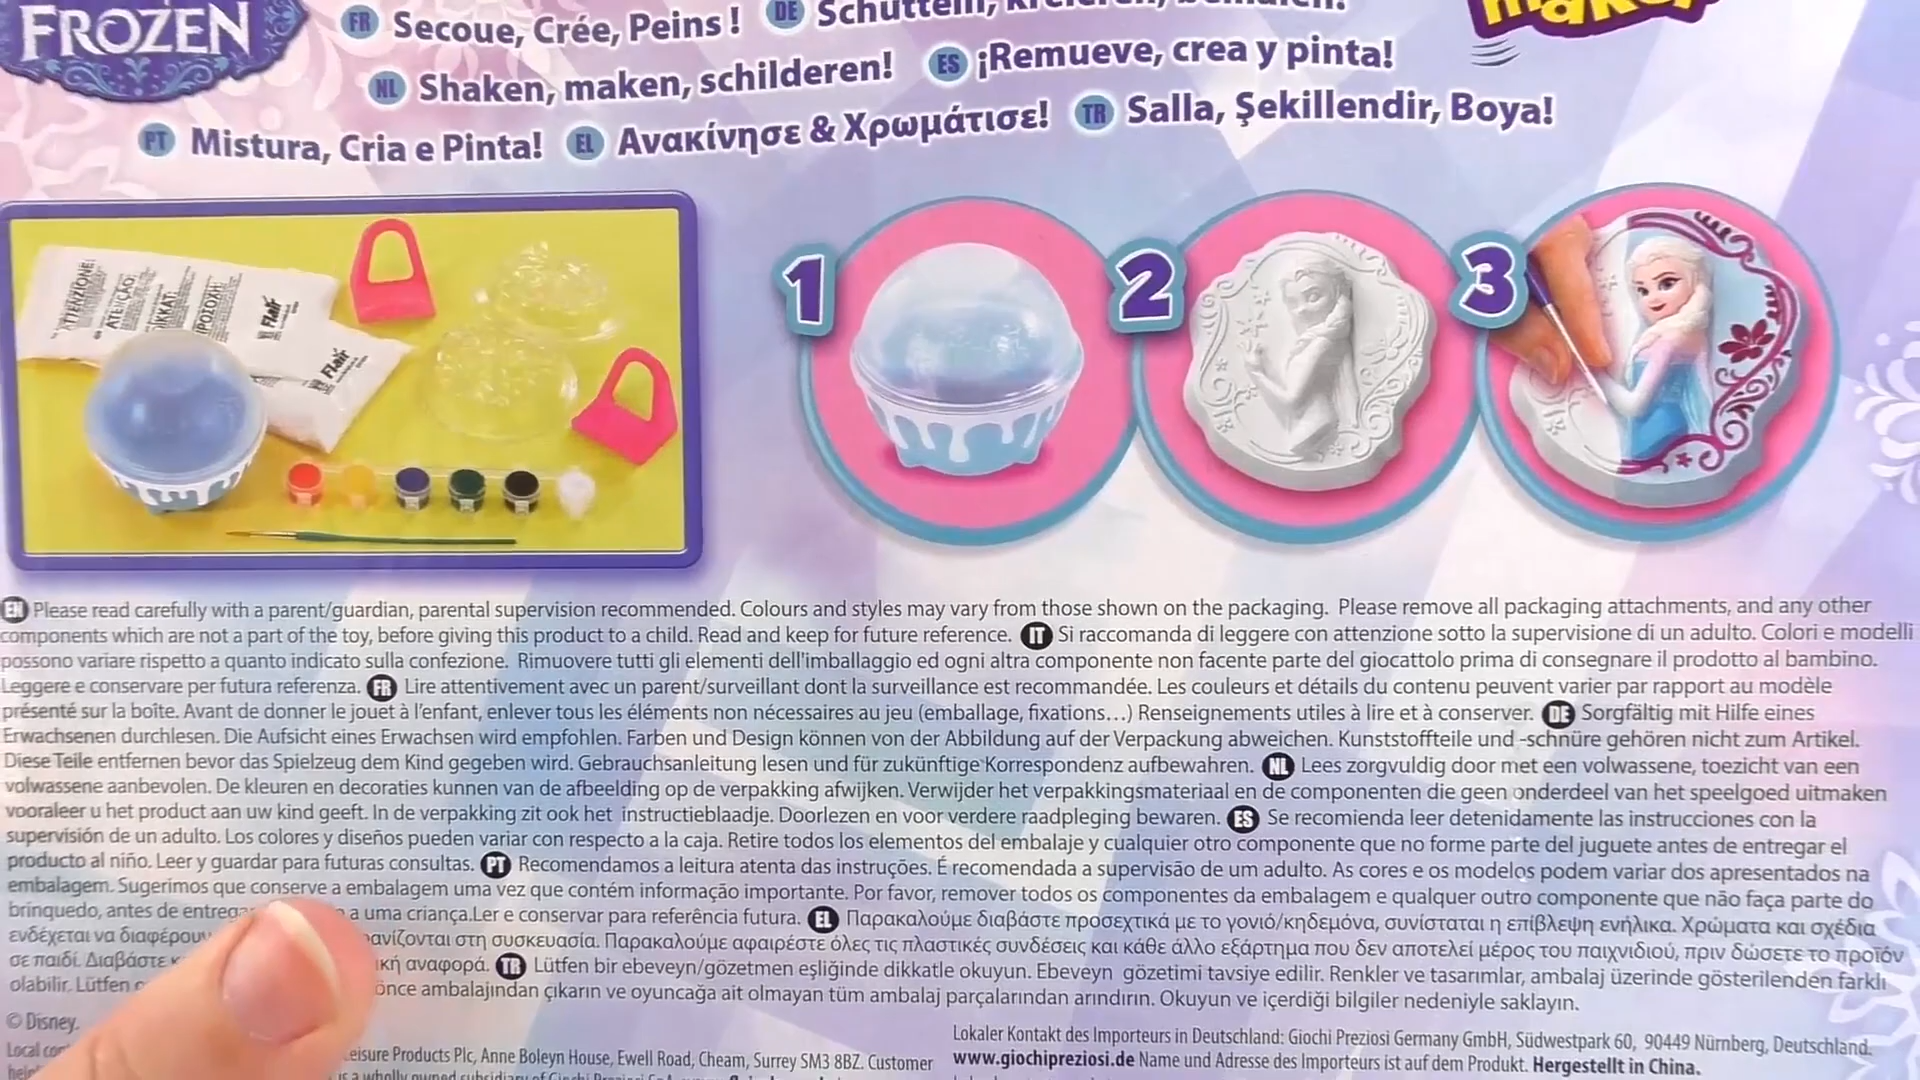 FROZEN
FR Secoue, Crée, Peins !
DE Schütteln, kreieren, bemalen!
maker
NL Shaken, maken, schilderen!
ES ¡Remueve, crea y pinta!
PT Mistura, Cria e Pinta!
EL Ανακίνησε & Χρωμάτισε!
TR Salla, Şekillendir, Boya!
ATTENZIONE
Flair
Flair
1
2
3
EN Please read carefully with a parent/guardian, parental supervision recommended. Colours and styles may vary from those shown on the packaging. Please remove all packaging attachments, and any other
components which are not a part of the toy, before giving this product to a child. Read and keep for future reference. IT Si raccomanda di leggere con attenzione sotto la supervisione di un adulto. Colori e modelli
possono variare rispetto a quanto indicato sulla confezione. Rimuovere tutti gli elementi dell'imballaggio ed ogni altra componente non facente parte del giocattolo prima di consegnare il prodotto al bambino.
Leggere e conservare per futura referenza. FR Lire attentivement avec un parent/surveillant dont la surveillance est recommandée. Les couleurs et détails du contenu peuvent varier par rapport au modèle
présenté sur la boîte. Avant de donner le jouet à l'enfant, enlever tous les éléments non nécessaires au jeu (emballage, fixations...) Renseignements utiles à lire et à conserver. DE Sorgfältig mit Hilfe eines
Erwachsenen durchlesen. Die Aufsicht eines Erwachsen wird empfohlen. Farben und Design können von der Abbildung auf der Verpackung abweichen. Kunststoffteile und -schnüre gehören nicht zum Artikel.
Diese Teile entfernen bevor das Spielzeug dem Kind gegeben wird. Gebrauchsanleitung lesen und für zukünftige Korrespondenz aufbewahren. NL Lees zorgvuldig door met een volwassene, toezicht van een
volwassene aanbevolen. De kleuren en decoraties kunnen van de afbeelding op de verpakking afwijken. Verwijder het verpakkingsmateriaal en de componenten die geen onderdeel van het speelgoed uitmaken
vooraleer u het product aan uw kind geeft. In de verpakking zit ook het instructieblaadje. Doorlezen en voor verdere raadpleging bewaren. ES Se recomienda leer detenidamente las instrucciones con la
supervisión de un adulto. Los colores y diseños pueden variar con respecto a la caja. Retire todos los elementos del embalaje y cualquier otro componente que no forme parte del juguete antes de entregar el
producto al niño. Leer y guardar para futuras consultas. PT Recomendamos a leitura atenta das instruções. É recomendada a supervisão de um adulto. As cores e os modelos podem variar dos apresentados na
embalagem. Sugerimos que conserve a embalagem uma vez que contém informação importante. Por favor, remover todos os componentes da embalagem e qualquer outro componente que não faça parte do
brinquedo, antes de a uma criança.Ler e conservar para referência futura. EL Παρακαλούμε διαβάστε προσεχτικά με το γονιό/κηδεμόνα, συνίσταται η επίβλεψη ενήλικα. Χρώματα και σχέδια
ενδέχεται να στη συσκευασία. Παρακαλούμε αφαιρέστε όλες τις πλαστικές συνδέσεις και κάθε άλλο εξάρτημα που δεν αποτελεί μέρος του παιχνιδιού, πριν δώσετε το προϊόν
σε παιδί. Διαβάστε αναφορά. TR Lütfen bir ebeveyn/gözetmen eşliğinde dikkatle okuyun. Ebeveyn gözetimi tavsiye edilir. Renkler ve tasarımlar, ambalaj üzerinde gösterilenden farklı
olabilir. Lütfen önce ambalajından çıkarın ve oyuncağa ait olmayan tüm ambalaj parçalarından arındırın. Okuyun ve içerdiği bilgiler nedeniyle saklayın.
© Disney.
Local
Leisure Products Plc, Anne Boleyn House, Ewell Road, Cheam, Surrey SM3 8BZ. Customer
Lokaler Kontakt des Importeurs in Deutschland: Giochi Preziosi Germany GmbH, Südwestpark 60, 90449 Nürnberg, Deutschland.
www.giochipreziosi.de Name und Adresse des Importeurs ist auf dem Produkt. Hergestellt in China.